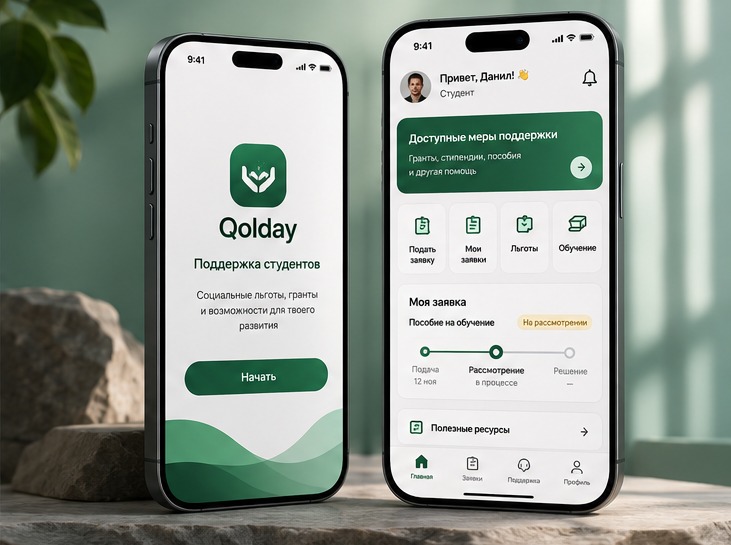 9:41
Qolday
Поддержка студентов
Социальные льготы, гранты
и возможности для твоего
развития
Начать
9:41
Привет, Данил! 👋
Студент
Доступные меры поддержки
Гранты, стипендии, пособия
и другая помощь
Подать
заявку
Мои
заявки
Льготы
Обучение
Моя заявка
Пособие на обучение
На рассмотрении
Подача
12 ноя
Рассмотрение
в процессе
Решение
—
Полезные ресурсы
Главная
Заявки
Поддержка
Профиль